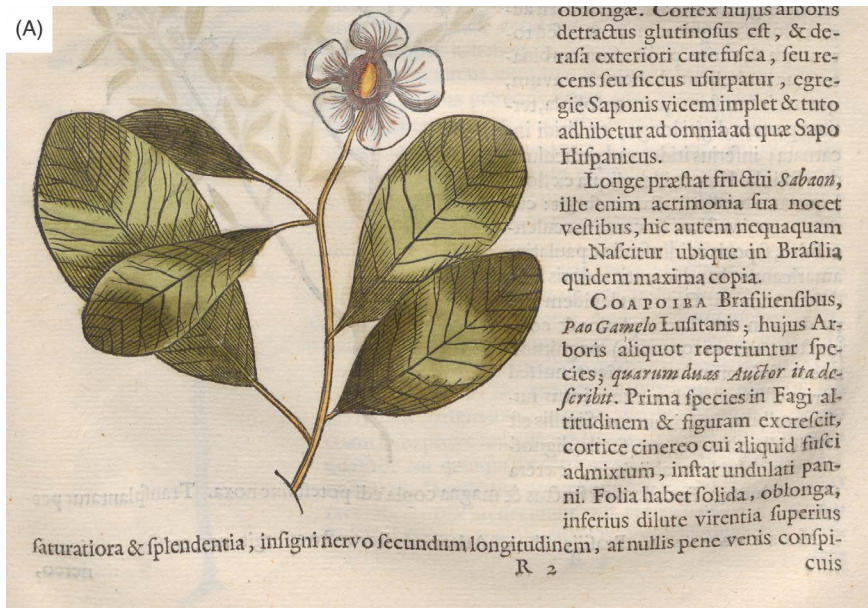 (A)
oblongæ. Cortex hujus arboris
detractus glutinosus eſt, & de-
raſa exteriori cute fuſca, ſeu re-
cens ſeu ſiccus uſurpatur, egre-
gie Saponis vicem implet & tuto
adhibetur ad omnia ad quæ Sapo
Hiſpanicus.
Longe præſtat fructui Sabaon,
ille enim acrimonia ſua nocet
veſtibus, hic autem nequaquam
Naſcitur ubique in Braſilia
quidem maxima copia.
COAPOIBA Braſilienſibus,
Pao Gamelo Luſitanis; hujus Ar-
boris aliquot reperiuntur ſpe-
cies; quarum duas Auctor ita de-
ſcribit. Prima ſpecies in Fagi al-
titudinem & figuram excreſcit,
cortice cinereo cui aliquid fuſci
admixtum, inſtar undulati pan-
ni. Folia habet ſolida, oblonga,
inferius dilute virentia ſuperius
ſaturatiora & ſplendentia, inſigni nervo ſecundum longitudinem, at nullis pene venis conſpi-
R 2 cuis